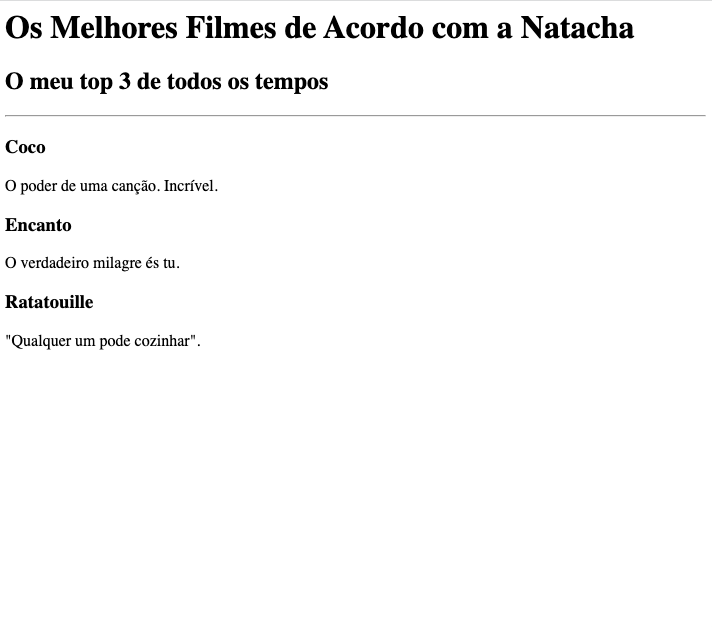 Os Melhores Filmes de Acordo com a Natacha
O meu top 3 de todos os tempos
Coco
O poder de uma canção. Incrível.
Encanto
O verdadeiro milagre és tu.
Ratatouille
"Qualquer um pode cozinhar".